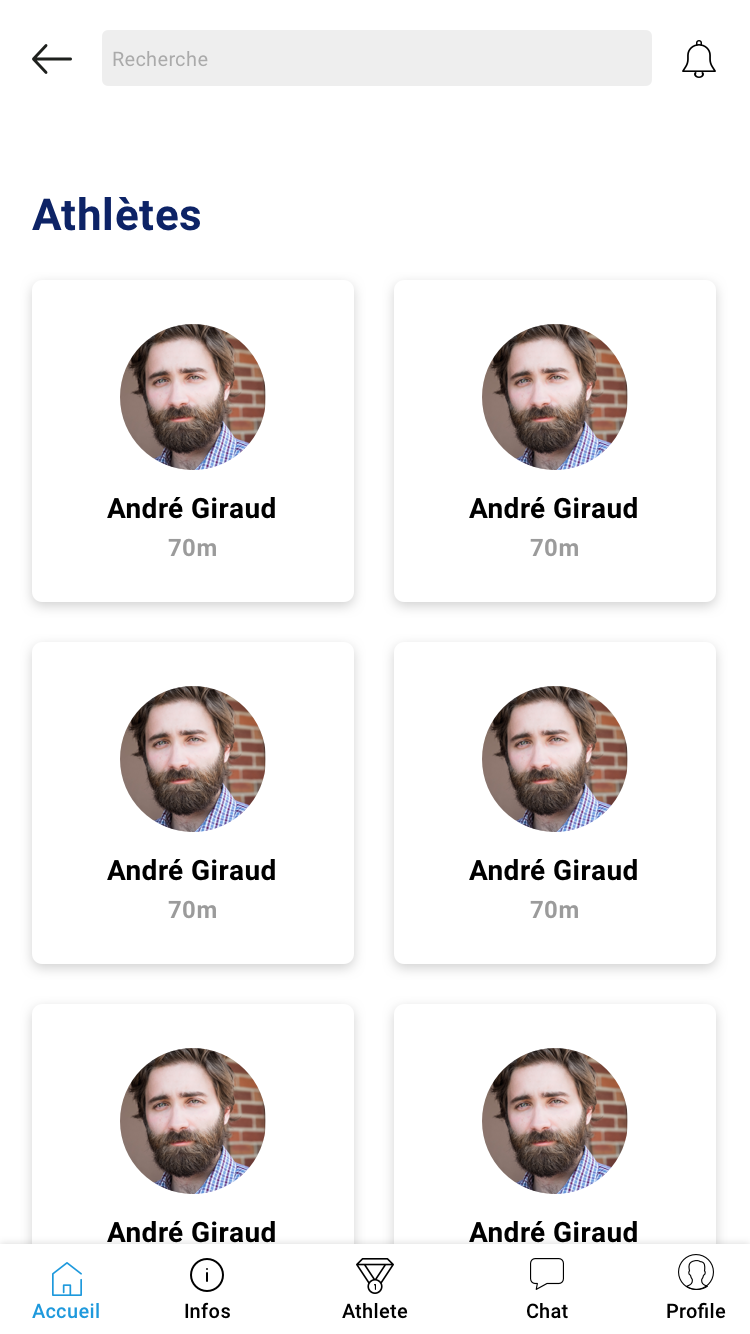 Recherche
Athlètes
André Giraud
70m
André Giraud
70m
André Giraud
70m
André Giraud
70m
André Giraud
André Giraud
1
Accueil
Infos
Athlete
Chat
Profile